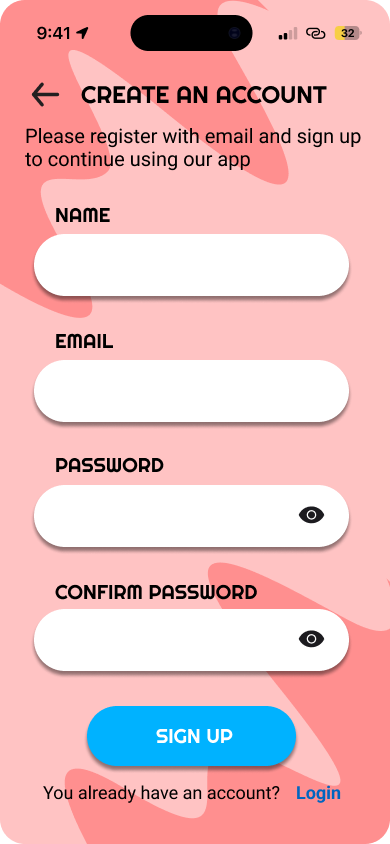 9:41
32
CREATE AN ACCOUNT
Please register with email and sign up
to continue using our app
NAME
EMAIL
PASSWORD
CONFIRM PASSWORD
SIGN UP
You already have an account? Login